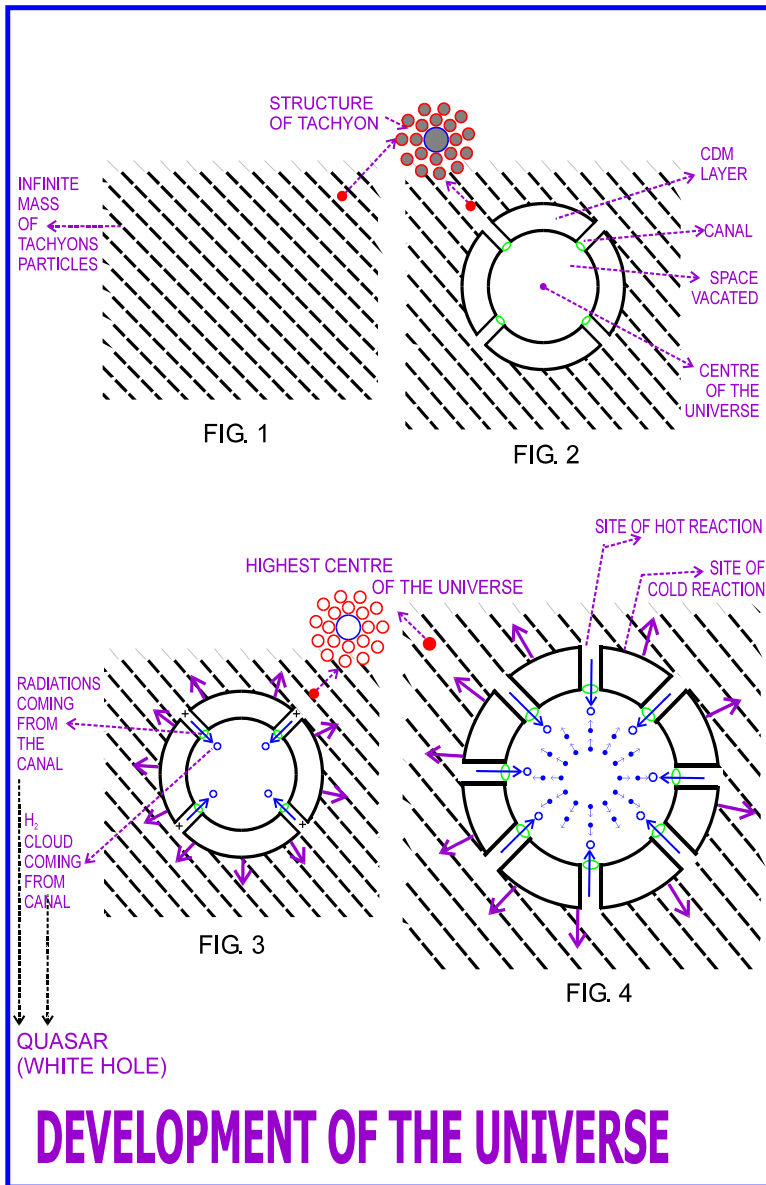 STRUCTURE
OF TACHYON
INFINITE
MASS
OF
TACHYONS
PARTICLES
CDM
LAYER
CANAL
SPACE
VACATED
CENTRE
OF THE
UNIVERSE
FIG. 1
FIG. 2
HIGHEST CENTRE
OF THE UNIVERSE
SITE OF HOT REACTION
SITE OF
COLD REACTION
RADIATIONS
COMING
FROM
THE
CANAL
H2
CLOUD
COMING
FROM
CANAL
+ +
+ +
FIG. 3
FIG. 4
QUASAR
(WHITE HOLE)
DEVELOPMENT OF THE UNIVERSE